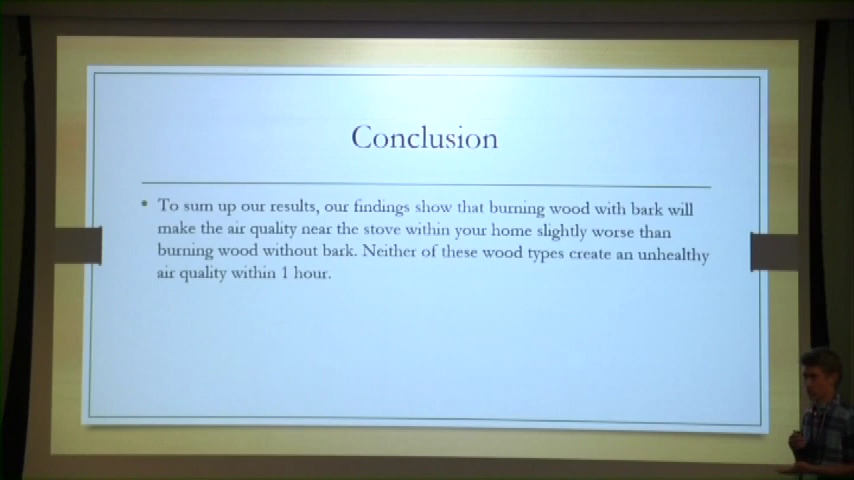 Conclusion
• To sum up our results, our findings show that burning wood with bark will
make the air quality near the stove within your home slightly worse than
burning wood without bark. Neither of these wood types create an unhealthy
air quality within 1 hour.